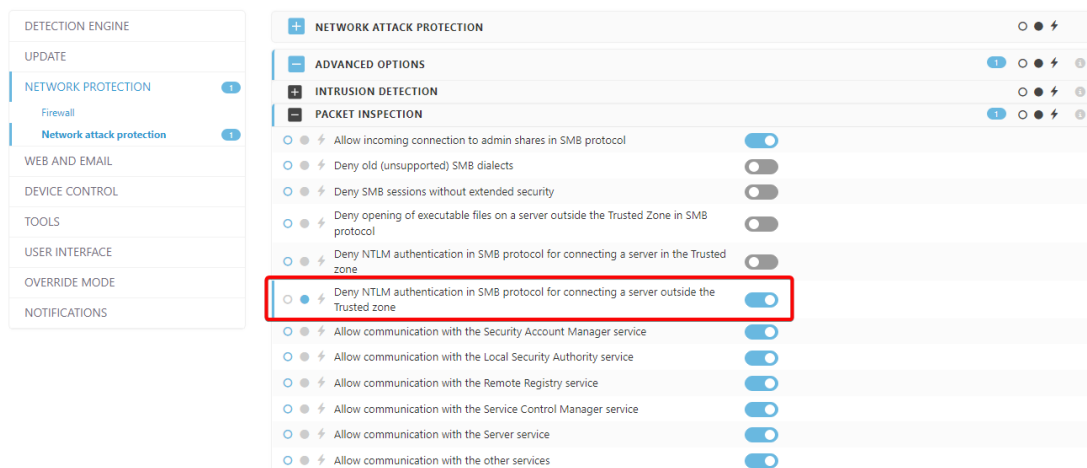 DETECTION ENGINE
UPDATE
NETWORK PROTECTION 1
Firewall
Network attack protection 1
WEB AND EMAIL
DEVICE CONTROL
TOOLS
USER INTERFACE
OVERRIDE MODE
NOTIFICATIONS
NETWORK ATTACK PROTECTION
ADVANCED OPTIONS 1
INTRUSION DETECTION
PACKET INSPECTION 1
Allow incoming connection to admin shares in SMB protocol
Deny old (unsupported) SMB dialects
Deny SMB sessions without extended security
Deny opening of executable files on a server outside the Trusted Zone in SMB
protocol
Deny NTLM authentication in SMB protocol for connecting a server in the Trusted
zone
Deny NTLM authentication in SMB protocol for connecting a server outside the
Trusted zone
Allow communication with the Security Account Manager service
Allow communication with the Local Security Authority service
Allow communication with the Remote Registry service
Allow communication with the Service Control Manager service
Allow communication with the Server service
Allow communication with the other services